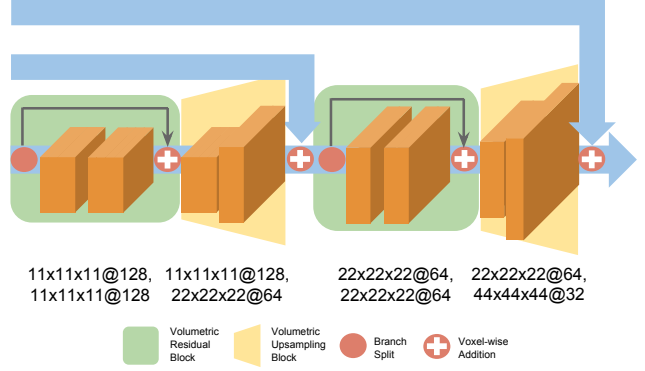 11x11x11@128, 11x11x11@128, 22x22x22@64, 22x22x22@64,
11x11x11@128 22x22x22@64 22x22x22@64 44x44x44@32
Volumetric Residual Block
Volumetric Upsampling Block
Branch Split
Voxel-wise Addition